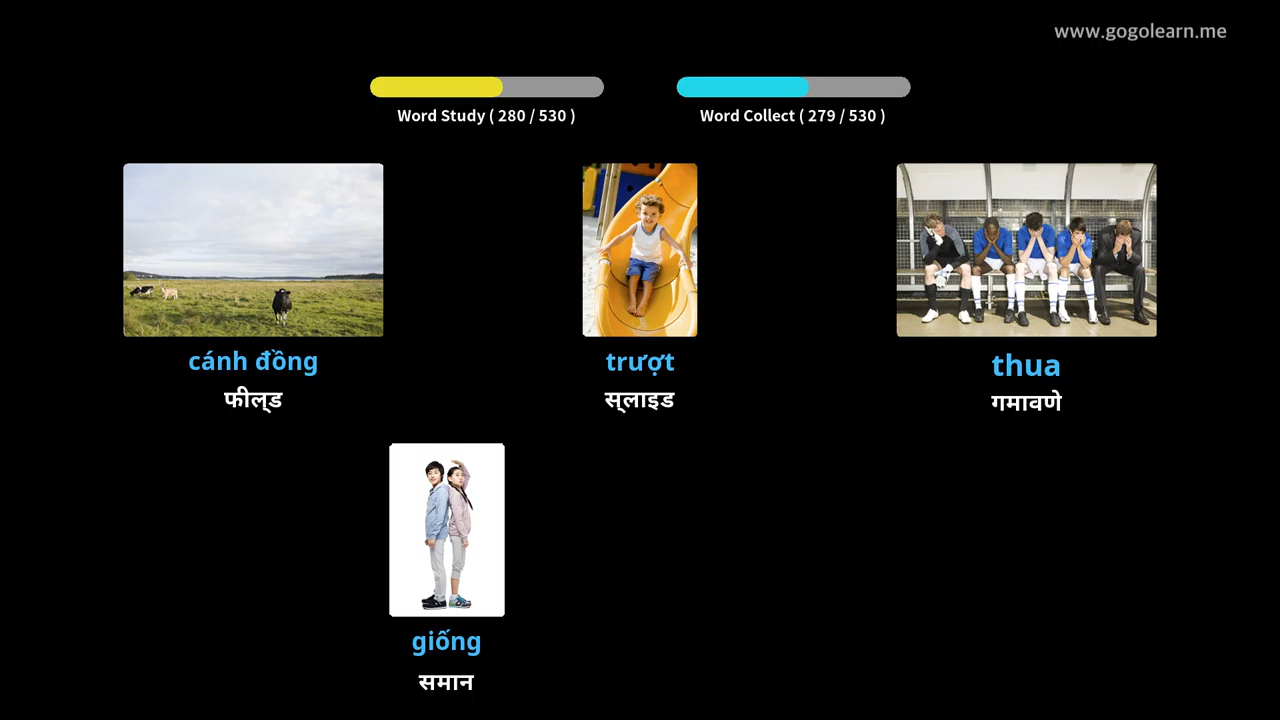 www.gogolearn.me
Word Study ( 280 / 530 )
Word Collect ( 279 / 530 )
cánh đồng
फील्ड
trượt
स्लाइड
thua
गमावणे
giống
समान